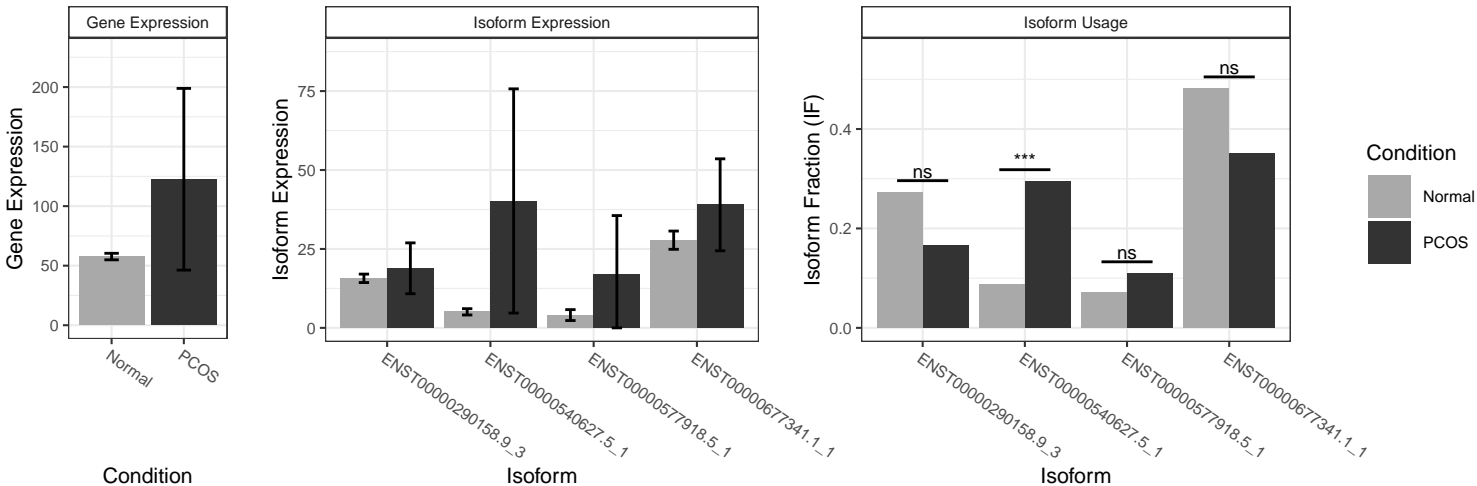 Gene Expression
Gene Expression
200
150
100
50
0
Normal
PCOS
Condition
Isoform Expression
Isoform Expression
75
50
25
0
ENST00000290158.9_3
ENST00000540627.5_1
ENST00000577918.5_1
ENST00000677341.1_1
Isoform
Isoform Usage
Isoform Fraction (IF)
0.4
0.2
0.0
ns
***
ns
ns
ENST00000290158.9_3
ENST00000540627.5_1
ENST00000577918.5_1
ENST00000677341.1_1
Isoform
Condition
Normal
PCOS